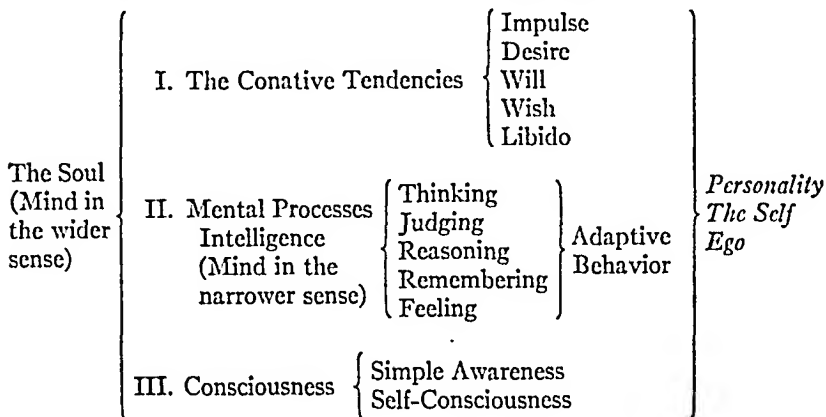 The Soul
(Mind in
the wider
sense)
I. The Conative Tendencies
Impulse
Desire
Will
Wish
Libido
II. Mental Processes
Intelligence
(Mind in the
narrower sense)
Thinking
Judging
Reasoning
Remembering
Feeling
Adaptive
Behavior
III. Consciousness
Simple Awareness
Self-Consciousness
Personality
The Self
Ego